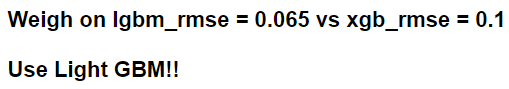 Weigh on lgbm_rmse = 0.065 vs xgb_rmse = 0.1
Use Light GBM!!